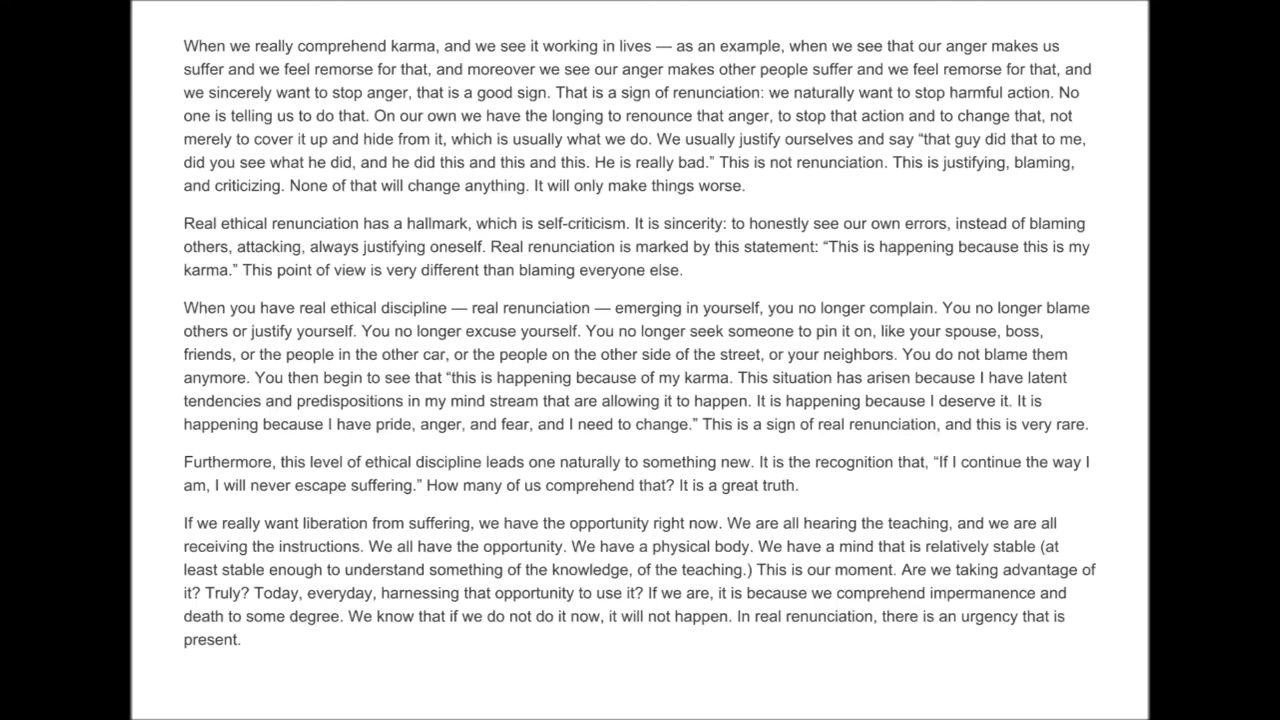 When we really comprehend karma, and we see it working in lives — as an example, when we see that our anger makes us
suffer and we feel remorse for that, and moreover we see our anger makes other people suffer and we feel remorse for that, and
we sincerely want to stop anger, that is a good sign. That is a sign of renunciation: we naturally want to stop harmful action. No
one is telling us to do that. On our own we have the longing to renounce that anger, to stop that action and to change that, not
merely to cover it up and hide from it, which is usually what we do. We usually justify ourselves and say “that guy did that to me,
did you see what he did, and he did this and this and this. He is really bad.” This is not renunciation. This is justifying, blaming,
and criticizing. None of that will change anything. It will only make things worse.
Real ethical renunciation has a hallmark, which is self-criticism. It is sincerity: to honestly see our own errors, instead of blaming
others, attacking, always justifying oneself. Real renunciation is marked by this statement: “This is happening because this is my
karma.” This point of view is very different than blaming everyone else.
When you have real ethical discipline — real renunciation — emerging in yourself, you no longer complain. You no longer blame
others or justify yourself. You no longer excuse yourself. You no longer seek someone to pin it on, like your spouse, boss,
friends, or the people in the other car, or the people on the other side of the street, or your neighbors. You do not blame them
anymore. You then begin to see that “this is happening because of my karma. This situation has arisen because I have latent
tendencies and predispositions in my mind stream that are allowing it to happen. It is happening because I deserve it. It is
happening because I have pride, anger, and fear, and I need to change.” This is a sign of real renunciation, and this is very rare.
Furthermore, this level of ethical discipline leads one naturally to something new. It is the recognition that, “If I continue the way I
am, I will never escape suffering.” How many of us comprehend that? It is a great truth.
If we really want liberation from suffering, we have the opportunity right now. We are all hearing the teaching, and we are all
receiving the instructions. We all have the opportunity. We have a physical body. We have a mind that is relatively stable (at
least stable enough to understand something of the knowledge, of the teaching.) This is our moment. Are we taking advantage of
it? Truly? Today, everyday, harnessing that opportunity to use it? If we are, it is because we comprehend impermanence and
death to some degree. We know that if we do not do it now, it will not happen. In real renunciation, there is an urgency that is
present.